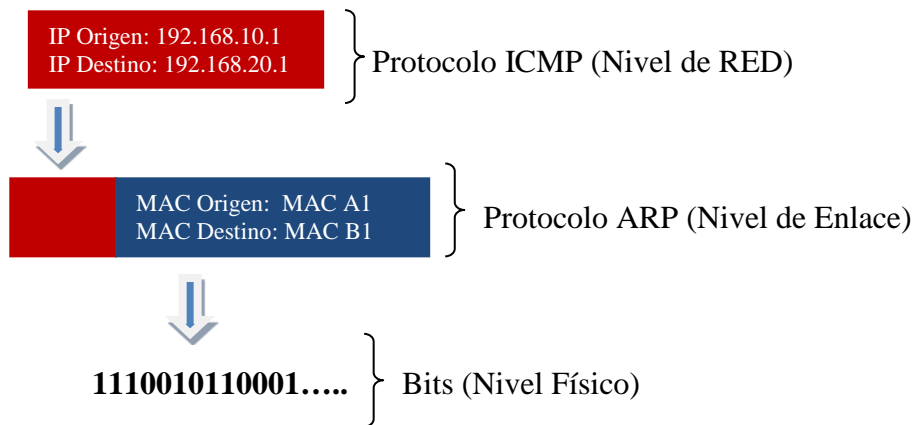 IP Origen: 192.168.10.1
IP Destino: 192.168.20.1
Protocolo ICMP (Nivel de RED)
MAC Origen: MAC A1
MAC Destino: MAC B1
Protocolo ARP (Nivel de Enlace)
1110010110001…..
Bits (Nivel Físico)